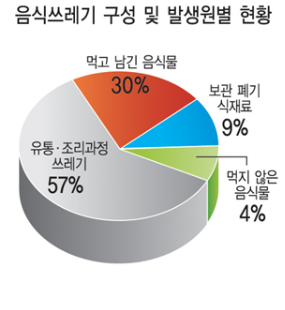 음식쓰레기 구성 및 발생원별 현황
먹고 남긴 음식물
30%
보관 폐기
식재료
9%
유통·조리과정
쓰레기
57%
먹지 않은
음식물
4%